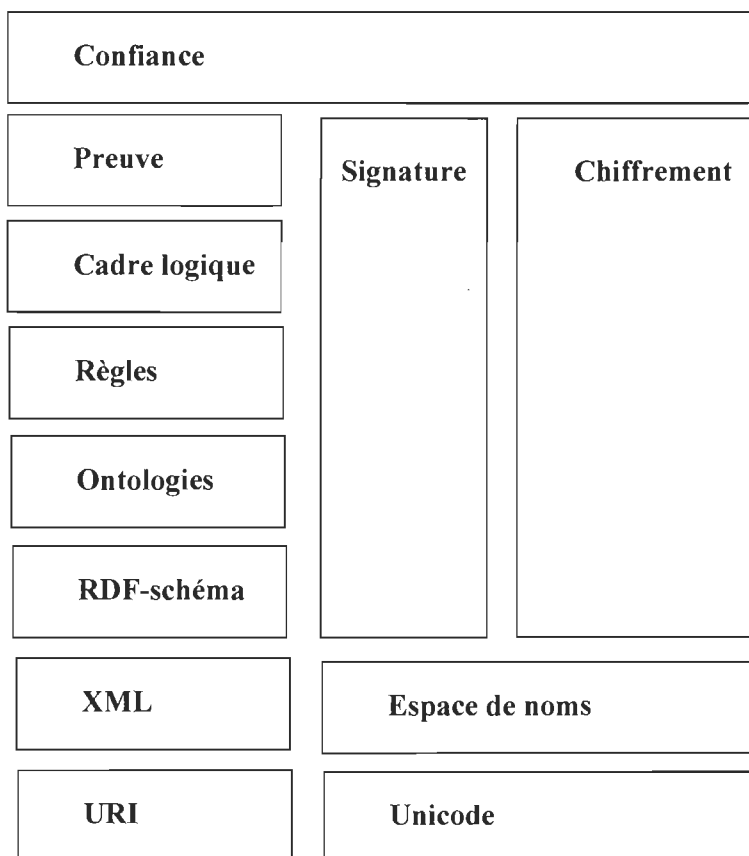 Confiance
Preuve
Signature
Chiffrement
Cadre logique
Règles
Ontologies
RDF-schéma
XML
Espace de noms
URI
Unicode